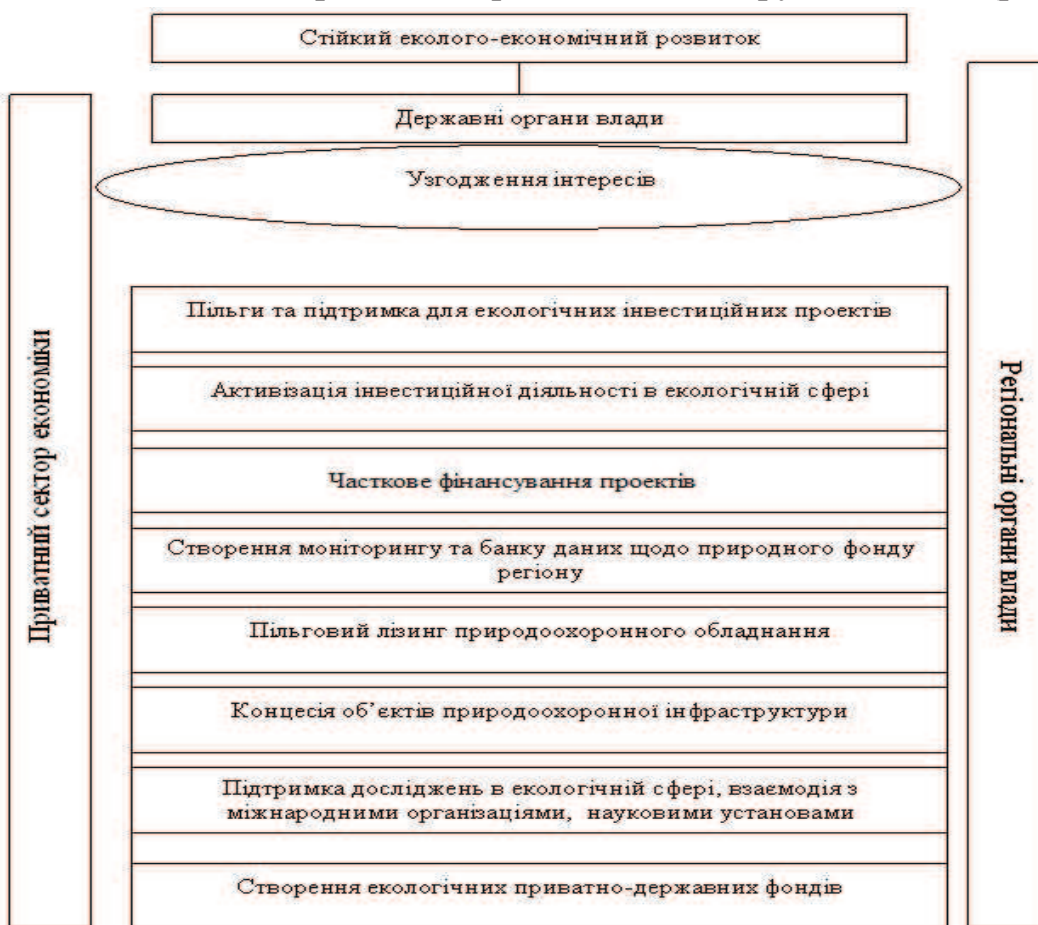 Стійкий еколого-економічний розвиток
Державні органи влади
Узгодження інтересів
Приватний сектор економіки
Регіональні органи влади
Пільги та підтримка для екологічних інвестиційних проектів
Активізація інвестиційної діяльності в екологічній сфері
Часткове фінансування проектів
Створення моніторингу та банку даних щодо природного фонду
регіону
Пільговий лізинг природоохоронного обладнання
Концесія об’єктів природоохоронної інфраструктури
Підтримка досліджень в екологічній сфері, взаємодія з
міжнародними організаціями, науковими установами
Створення екологічних приватно-державних фондів